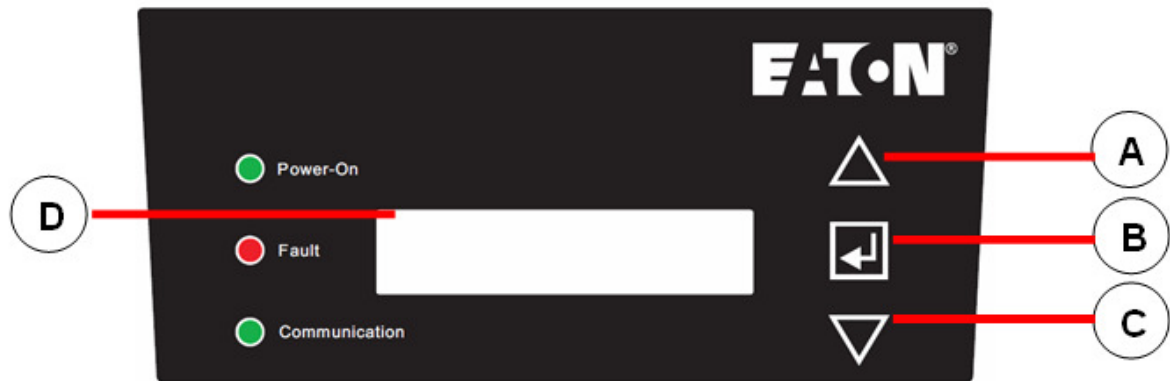 EATON®
A
Power-On
D
B
Fault
C
Communication